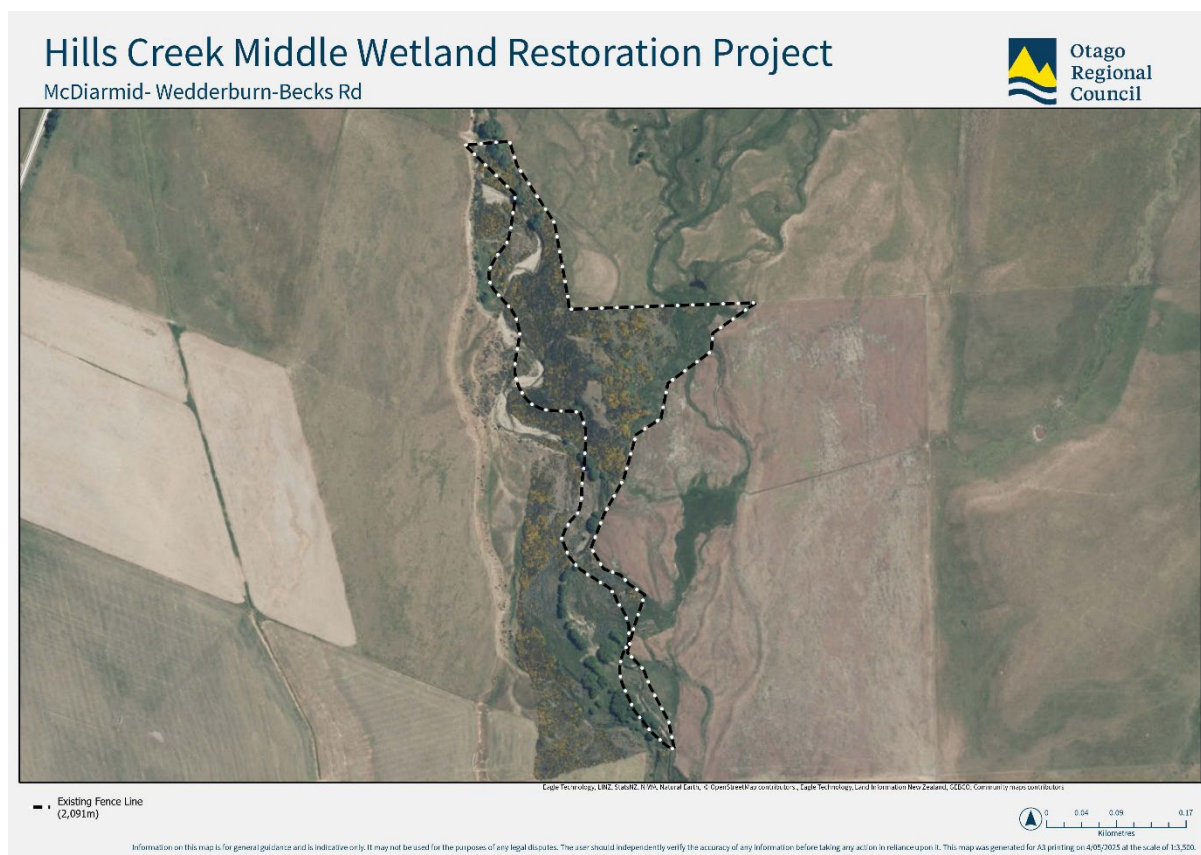 Hills Creek Middle Wetland Restoration Project
McDiarmid- Wedderburn-Becks Rd
Otago
Regional
Council
Eagle Technology, LINZ, StatsNZ, NIWA, Natural Earth, © OpenStreetMap contributors., Eagle Technology, Land Information New Zealand, GEBCO, Community maps contributors
Existing Fence Line
(2,091m)
0 0.04 0.09 0.17
Kilometres
Information on this map is for general guidance and is indicative only. It may not be used for the purposes of any legal disputes. The user should independently verify the accuracy of any information before taking any action in reliance upon it. This map was generated for A3 printing on 4/05/2025 at the scale of 1:3,500.